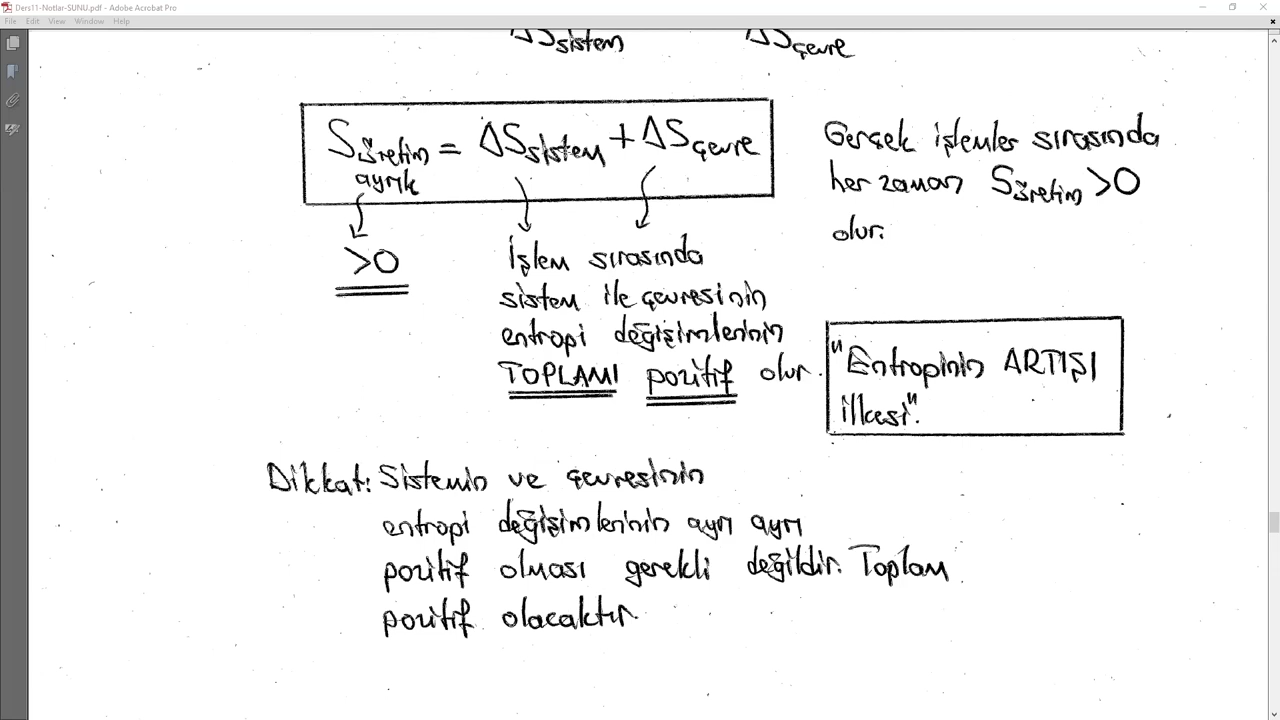 Ders11-Notlar-SUNU.pdf - Adobe Acrobat Pro
File Edit View Window Help
ΔSsistem ΔSçevre
Süretim = ΔSsistem + ΔSçevre
ayrık
>0
İşlem sırasında
sistem ile çevresinin
entropi değişimlerinin
TOPLAMI pozitif olur.
Gerçek işlemler sırasında
her zaman Süretim >0
olur.
"Entropinin ARTIŞI
ilkesi".
Dikkat: Sistemin ve çevresinin
entropi değişimlerinin ayrı ayrı
pozitif olması gerekli değildir. Toplam
pozitif olacaktır.